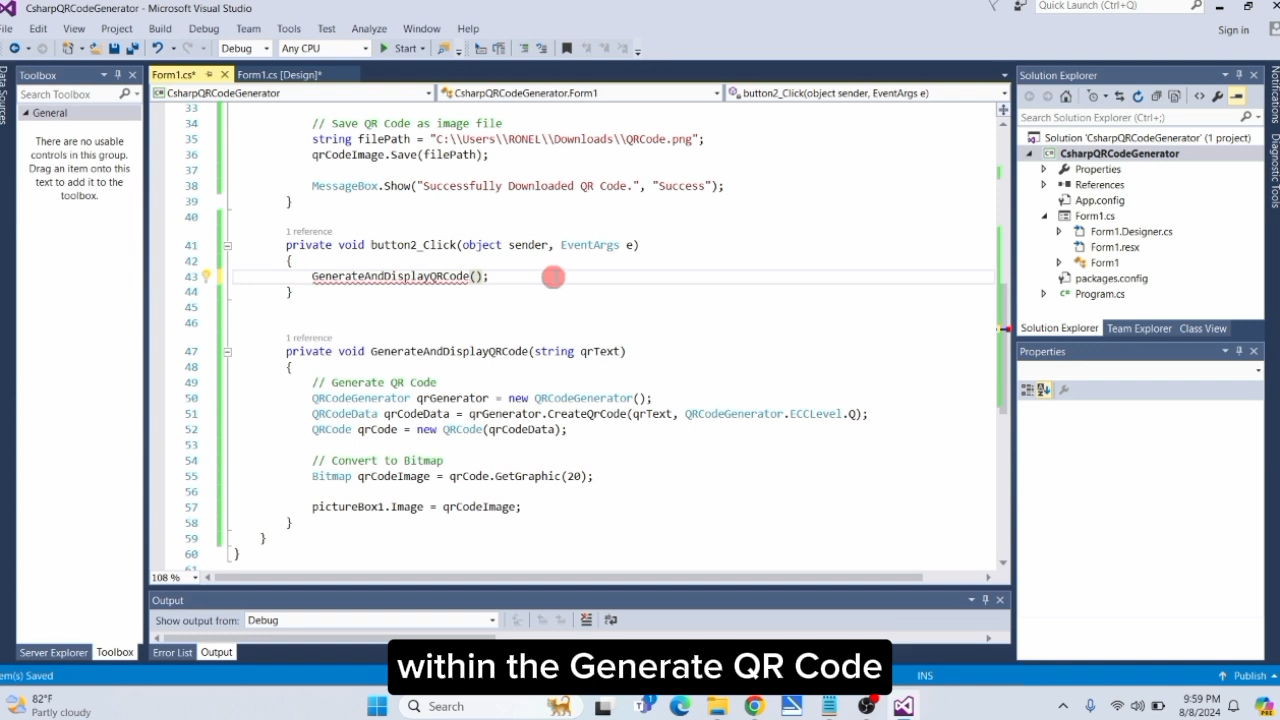 CsharpQRCodeGenerator - Microsoft Visual Studio
Quick Launch (Ctrl+Q)
File Edit View Project Build Debug Team Tools Test Analyze Window Help
Sign in
Debug Any CPU Start
Data Sources
Toolbox
Search Toolbox
General
There are no usable
controls in this group.
Drag an item onto this
text to add it to the
toolbox.
Form1.cs* Form1.cs [Design]*
CsharpQRCodeGenerator CsharpQRCodeGenerator.Form1 button2_Click(object sender, EventArgs e)
33
34 // Save QR Code as image file
35 string filePath = "C:\\Users\\RONEL\\Downloads\\QRCode.png";
36 qrCodeImage.Save(filePath);
37
38 MessageBox.Show("Successfully Downloaded QR Code.", "Success");
39 }
40
1 reference
41 private void button2_Click(object sender, EventArgs e)
42 {
43 GenerateAndDisplayQRCode();
44 }
45
46
1 reference
47 private void GenerateAndDisplayQRCode(string qrText)
48 {
49 // Generate QR Code
50 QRCodeGenerator qrGenerator = new QRCodeGenerator();
51 QRCodeData qrCodeData = qrGenerator.CreateQrCode(qrText, QRCodeGenerator.ECCLevel.Q);
52 QRCode qrCode = new QRCode(qrCodeData);
53
54 // Convert to Bitmap
55 Bitmap qrCodeImage = qrCode.GetGraphic(20);
56
57 pictureBox1.Image = qrCodeImage;
58 }
59 }
60 }
61
108 %
Solution Explorer
Search Solution Explorer (Ctrl+;)
Solution 'CsharpQRCodeGenerator' (1 project)
CsharpQRCodeGenerator
Properties
References
App.config
Form1.cs
Form1.Designer.cs
Form1.resx
Form1
packages.config
Program.cs
Solution Explorer Team Explorer Class View
Properties
Notifications
Diagnostic Tools
Output
Show output from: Debug
Server Explorer Toolbox Error List Output
within the Generate QR Code
em(s) Saved INS Publish
82°F
Partly cloudy
Search
9:59 PM
8/8/2024